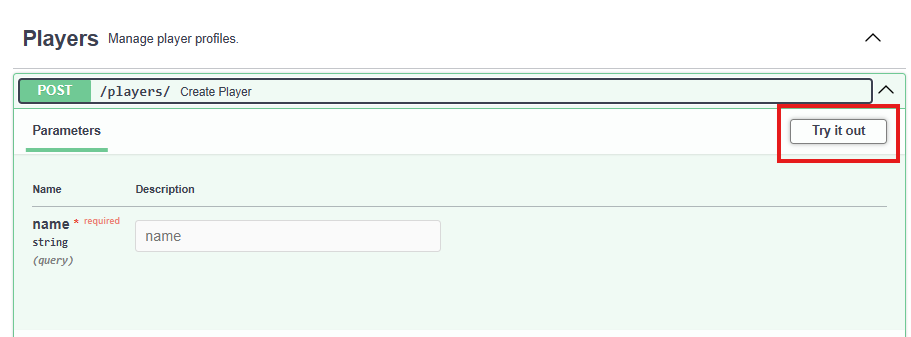 Players Manage player profiles.
POST /players/ Create Player
Parameters Try it out
Name Description
name * required name
string
(query)